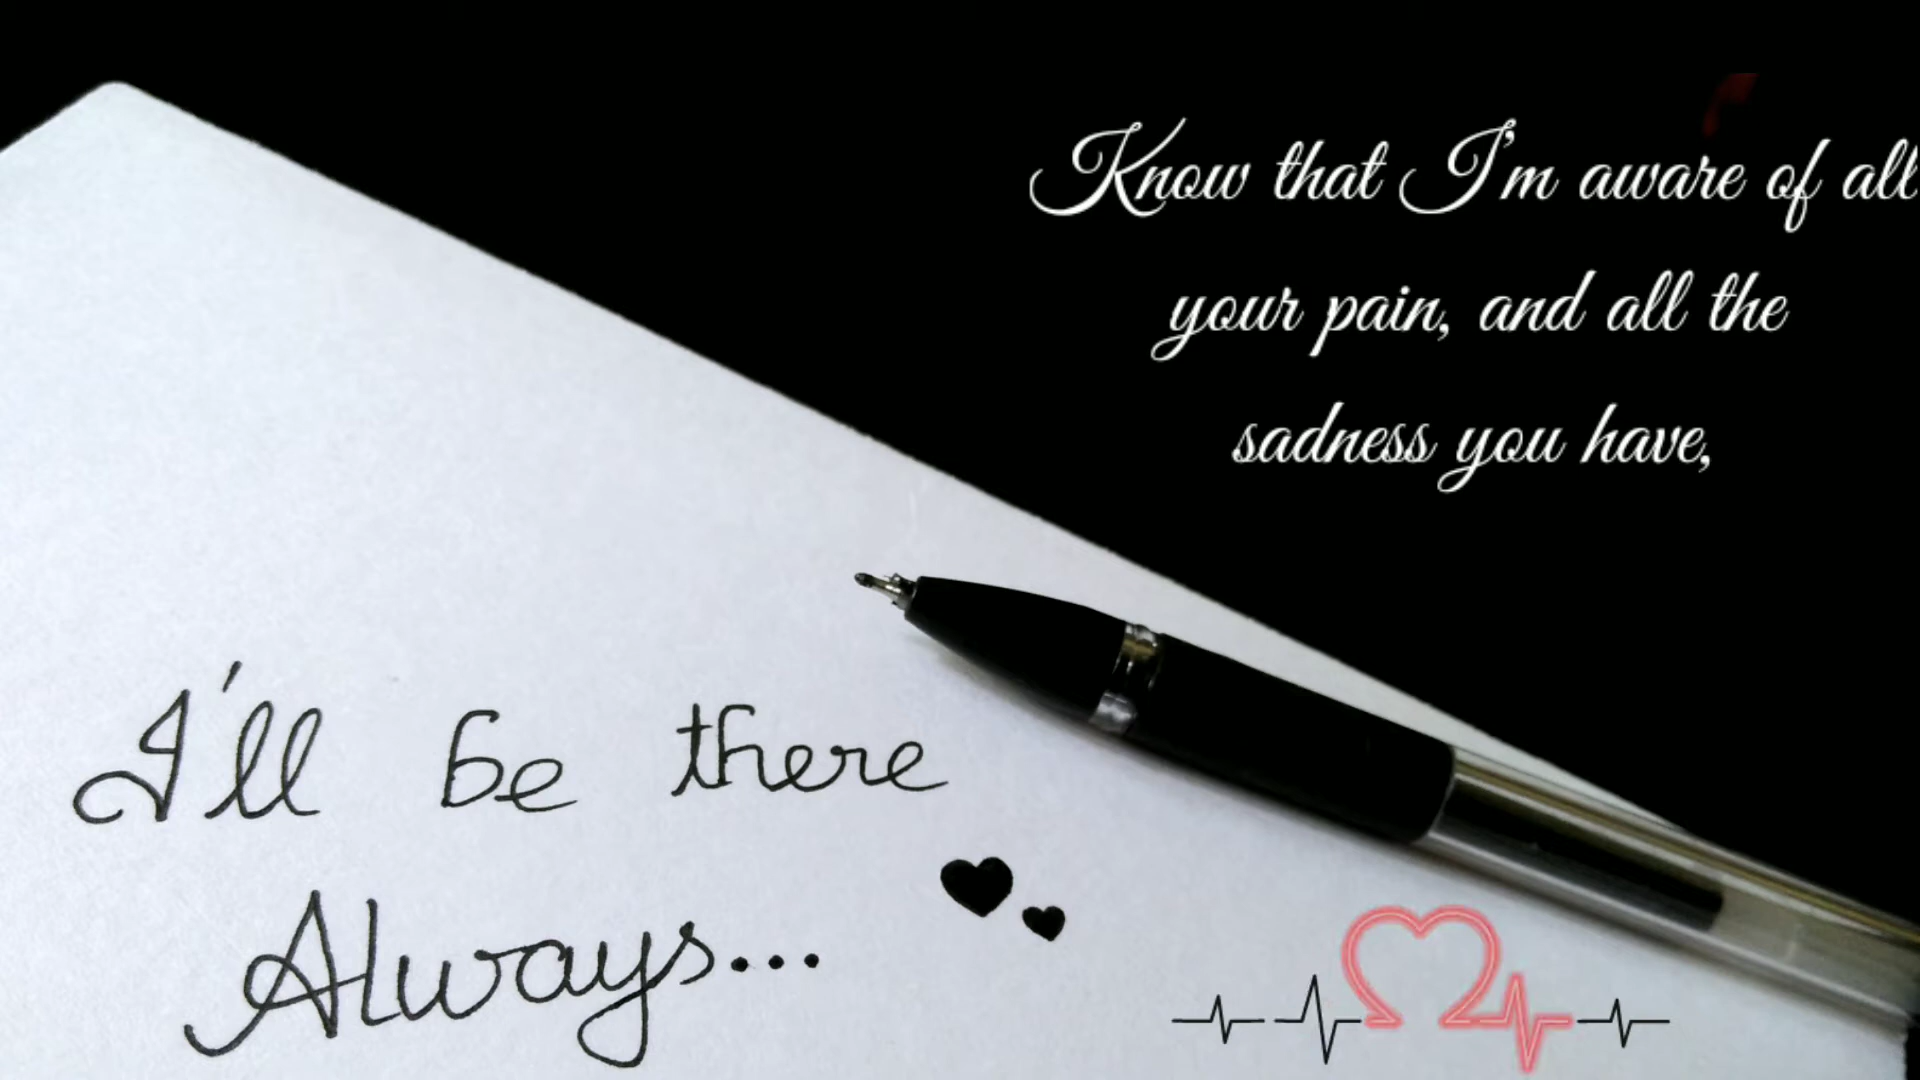 Know that I'm aware of all
your pain, and all the
sadness you have,
I'll be there
Always...